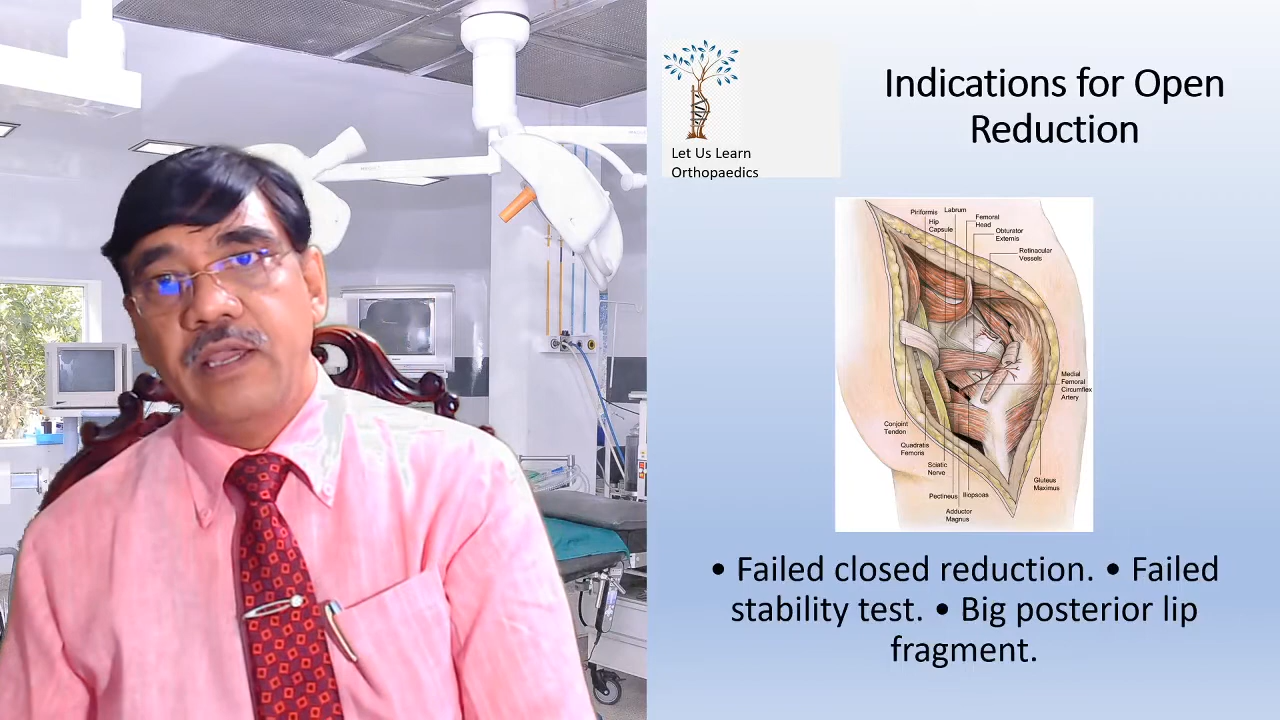 Indications for Open
Reduction
Let Us Learn
Orthopaedics
Piriformis
Labrum
Hip
Capsule
Femoral
Head
Obturator
Externis
Retinacular
Vessels
Medial
Femoral
Circumflex
Artery
Conjoint
Tendon
Quadratis
Femoris
Sciatic
Nerve
Pectineus
Iliopsoas
Adductor
Magnus
Gluteus
Maximus
• Failed closed reduction. • Failed
stability test. • Big posterior lip
fragment.